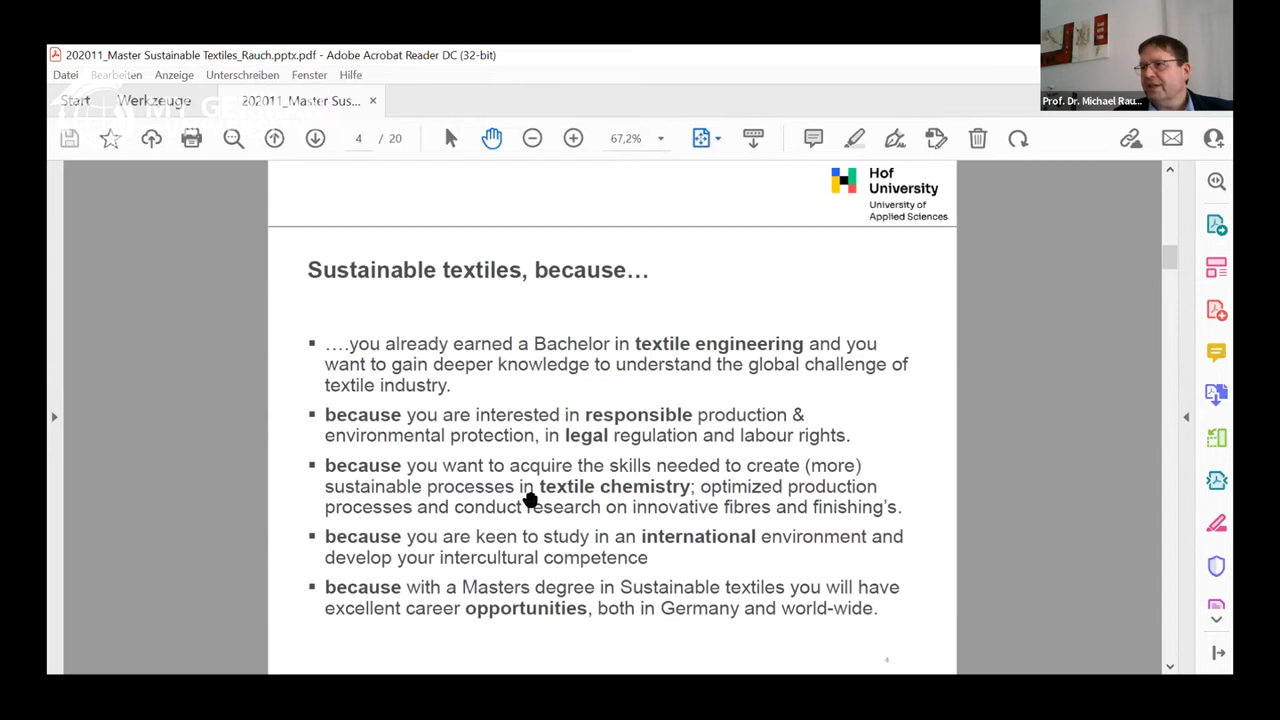 202011_Master Sustainable Textiles_Rauch.pptx.pdf - Adobe Acrobat Reader DC (32-bit)
Datei Bearbeiten Anzeige Unterschreiben Fenster Hilfe
Start Werkzeuge 202011_Master Sus... ×
4 / 20 67,2%
Prof. Dr. Michael Rau...
Hof
University
University of
Applied Sciences
Sustainable textiles, because…
▪ ….you already earned a Bachelor in textile engineering and you
want to gain deeper knowledge to understand the global challenge of
textile industry.
▪ because you are interested in responsible production &
environmental protection, in legal regulation and labour rights.
▪ because you want to acquire the skills needed to create (more)
sustainable processes in textile chemistry; optimized production
processes and conduct research on innovative fibres and finishing's.
▪ because you are keen to study in an international environment and
develop your intercultural competence
▪ because with a Masters degree in Sustainable textiles you will have
excellent career opportunities, both in Germany and world-wide.
4